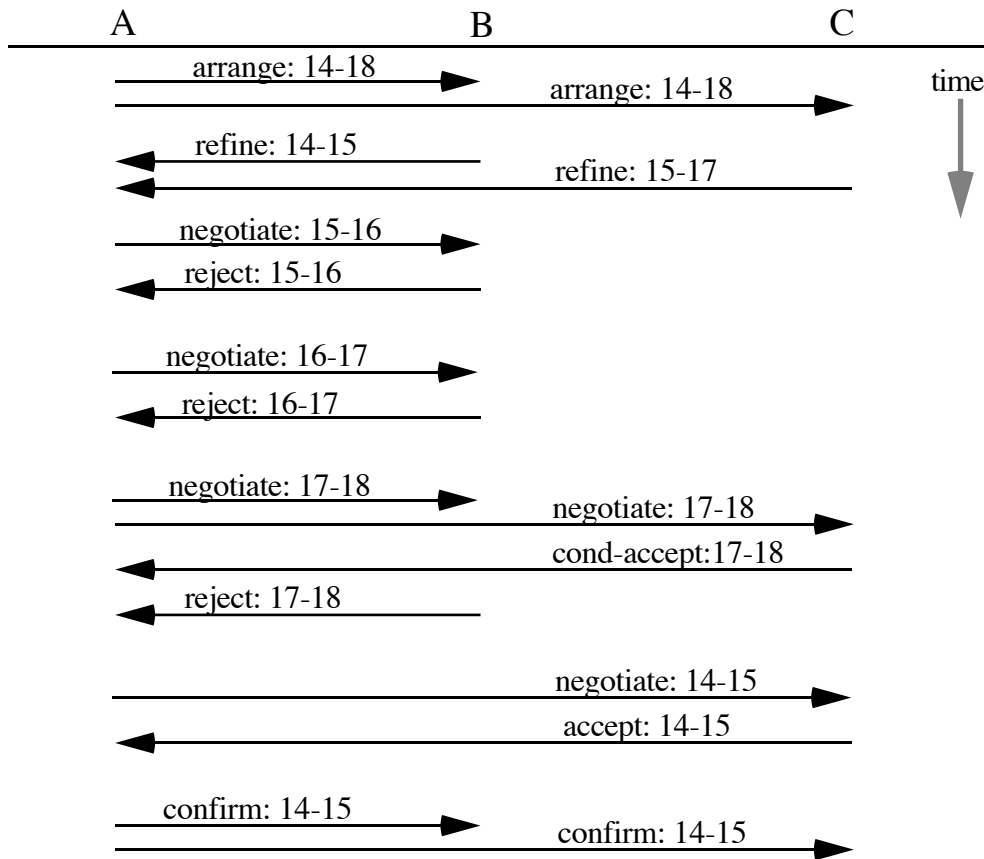 A B C
arrange: 14-18
arrange: 14-18
time
refine: 14-15
refine: 15-17
negotiate: 15-16
reject: 15-16
negotiate: 16-17
reject: 16-17
negotiate: 17-18
negotiate: 17-18
cond-accept:17-18
reject: 17-18
negotiate: 14-15
accept: 14-15
confirm: 14-15
confirm: 14-15